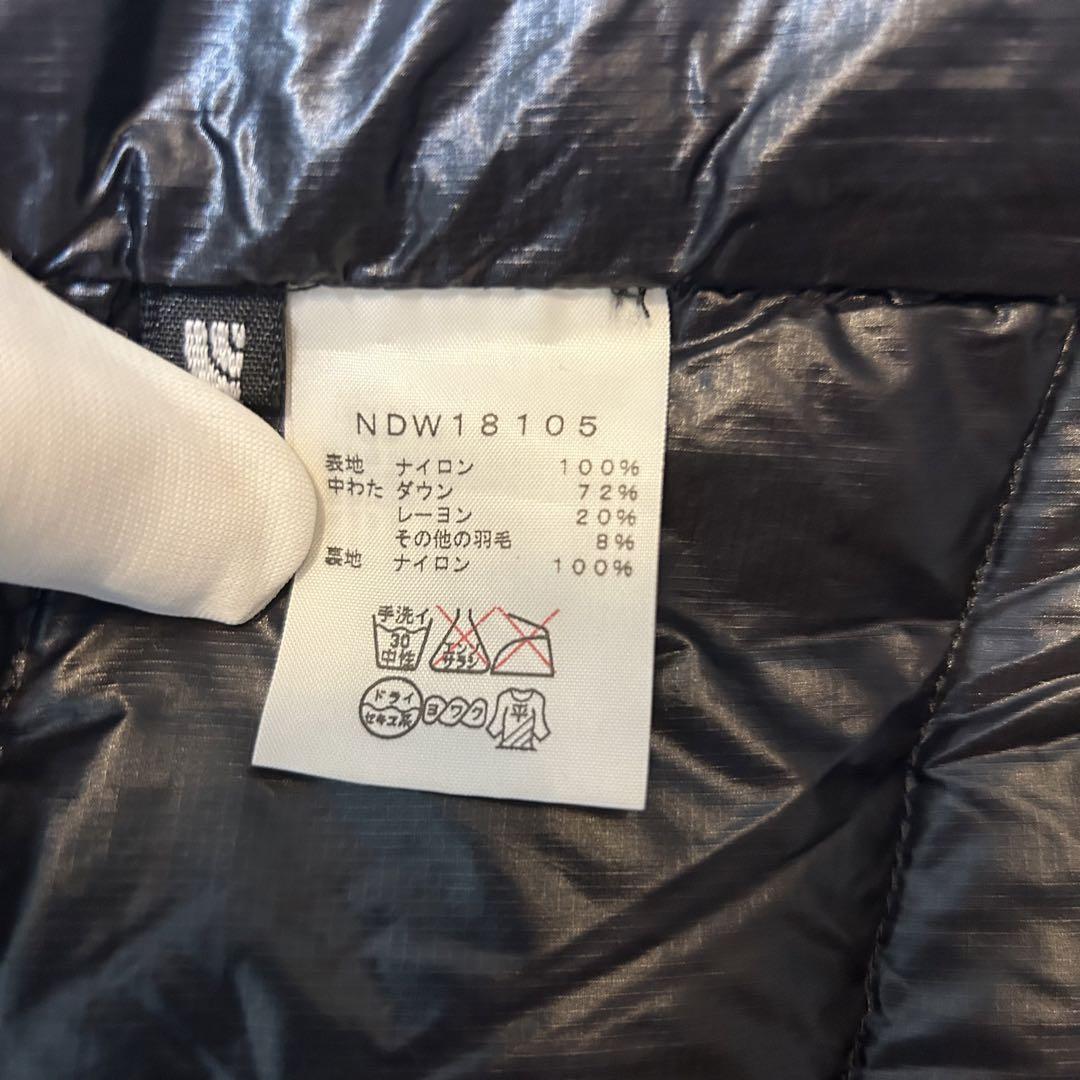 NDW18105
表地 ナイロン 100%
中わた ダウン 72%
レーヨン 20%
その他の羽毛 8%
裏地 ナイロン 100%
手洗イ
30
中性
エンソ
サラシ
ドライ
セキユ系
ヨワク
平